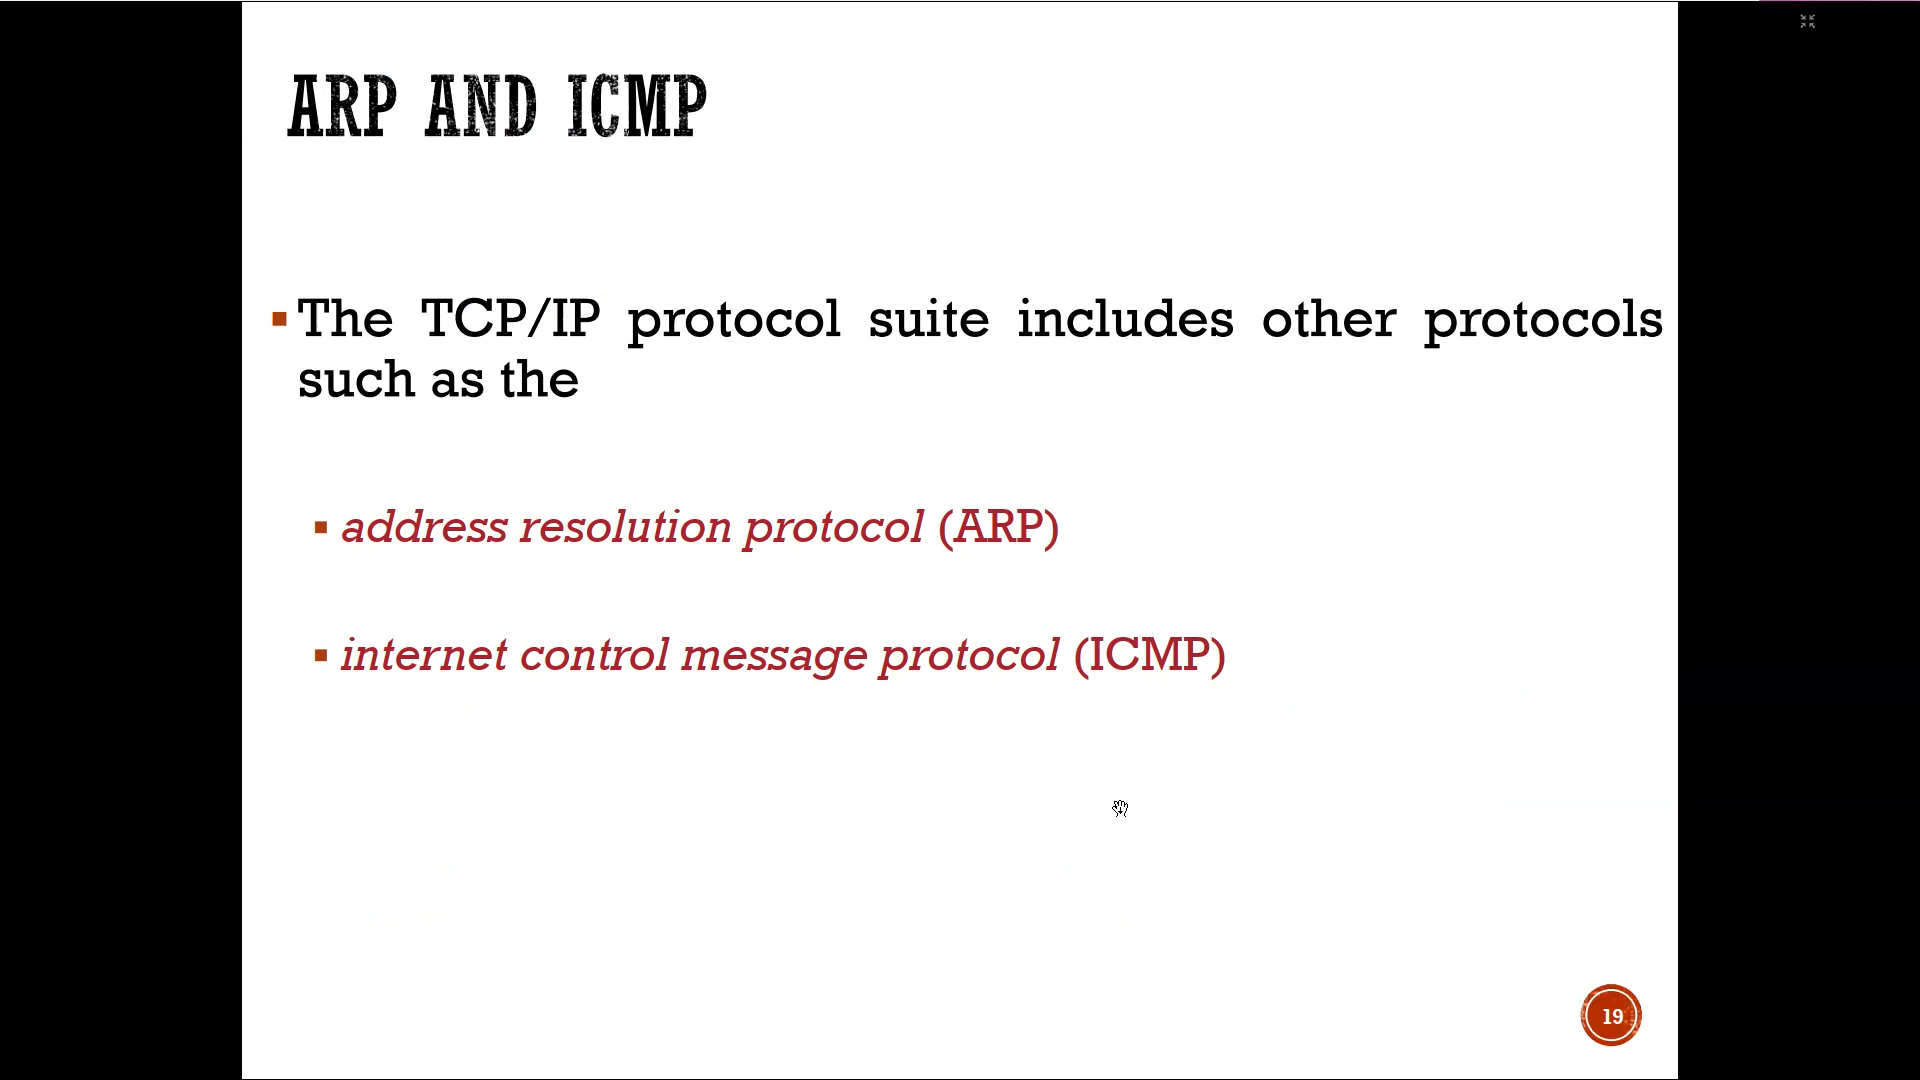 ARP AND ICMP
The TCP/IP protocol suite includes other protocols
such as the
address resolution protocol (ARP)
internet control message protocol (ICMP)
19